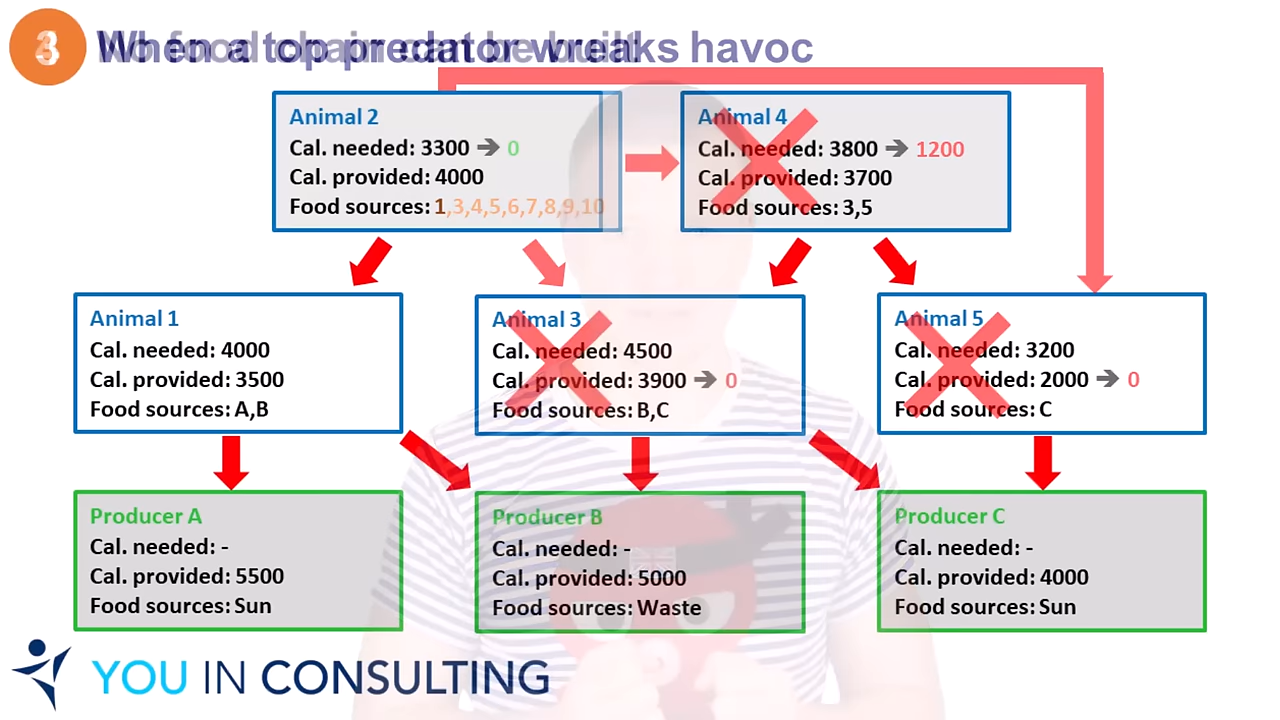 3 When a top predator wreaks havoc
Animal 2
Cal. needed: 3300 ➔ 0
Cal. provided: 4000
Food sources: 1,3,4,5,6,7,8,9,10
Animal 4
Cal. needed: 3800 ➔ 1200
Cal. provided: 3700
Food sources: 3,5
Animal 1
Cal. needed: 4000
Cal. provided: 3500
Food sources: A,B
Animal 3
Cal. needed: 4500
Cal. provided: 3900 ➔ 0
Food sources: B,C
Animal 5
Cal. needed: 3200
Cal. provided: 2000 ➔ 0
Food sources: C
Producer A
Cal. needed: -
Cal. provided: 5500
Food sources: Sun
Producer B
Cal. needed: -
Cal. provided: 5000
Food sources: Waste
Producer C
Cal. needed: -
Cal. provided: 4000
Food sources: Sun
YOU IN CONSULTING